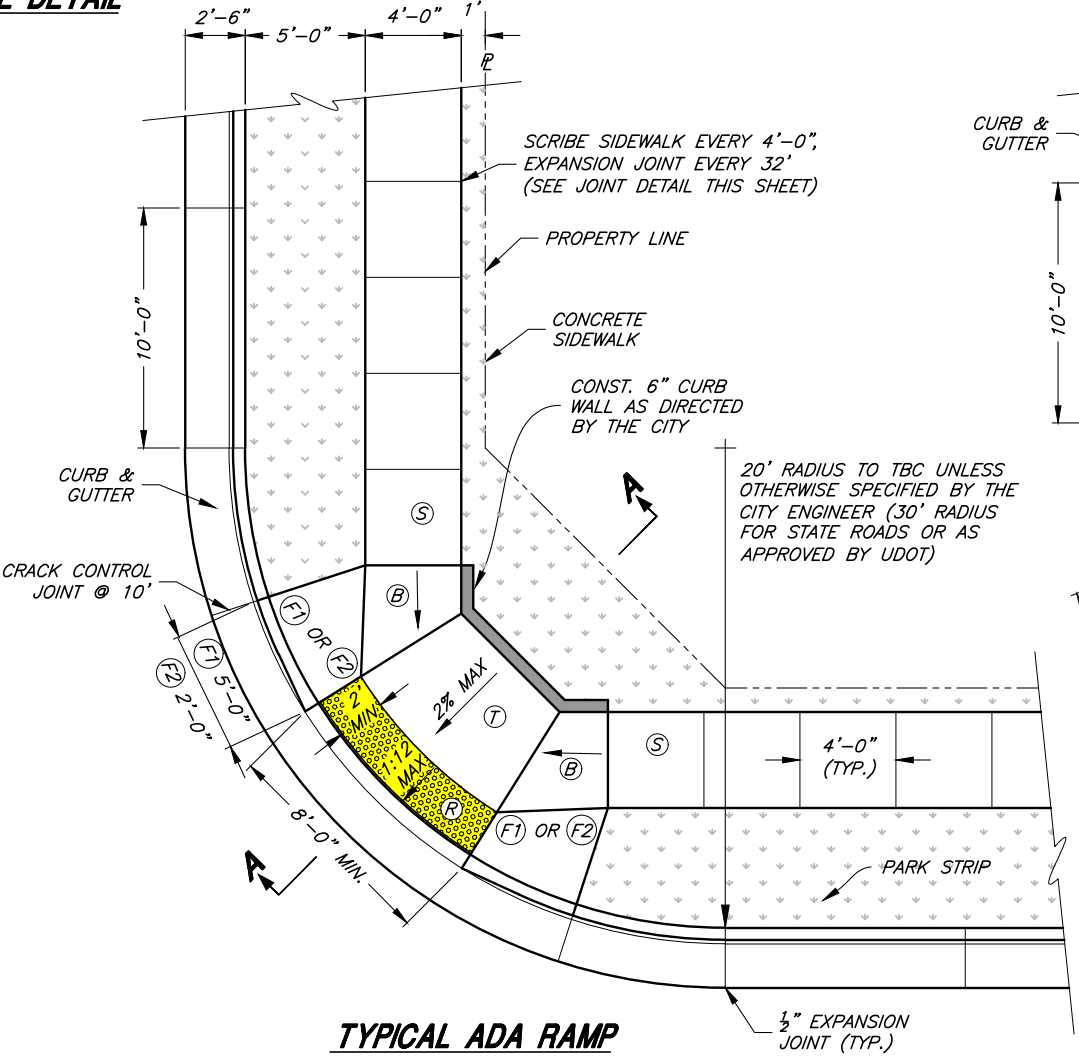 DETAIL
2'-6"
5'-0"
4'-0"
1'
PL
SCRIBE SIDEWALK EVERY 4'-0",
EXPANSION JOINT EVERY 32'
(SEE JOINT DETAIL THIS SHEET)
CURB &
GUTTER
PROPERTY LINE
10'-0"
10'-0"
CONCRETE
SIDEWALK
CONST. 6" CURB
WALL AS DIRECTED
BY THE CITY
CURB &
GUTTER
A
20' RADIUS TO TBC UNLESS
OTHERWISE SPECIFIED BY THE
CITY ENGINEER (30' RADIUS
FOR STATE ROADS OR AS
APPROVED BY UDOT)
S
CRACK CONTROL
JOINT @ 10'
B
F1 OR F2
F1 5'-0"
F2 2'-0"
2% MAX
T
2'
MIN.
1:12
MAX
R
B
S
4'-0"
(TYP.)
F1 OR F2
8'-0" MIN.
A
PARK STRIP
TYPICAL ADA RAMP
½" EXPANSION
JOINT (TYP.)